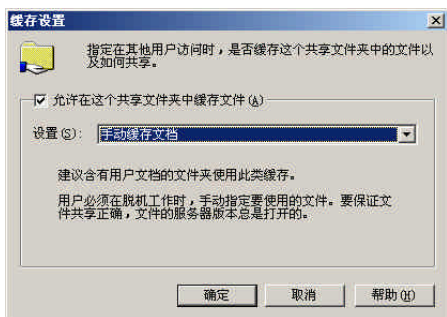 缓存设置
指定在其他用户访问时，是否缓存这个共享文件夹中的文件以
及如何共享。
允许在这个共享文件夹中缓存文件(A)
设置(S): 手动缓存文档
建议含有用户文档的文件夹使用此类缓存。
用户必须在脱机工作时，手动指定要使用的文件。要保证文
件共享正确，文件的服务器版本总是打开的。
确定 取消 帮助(H)